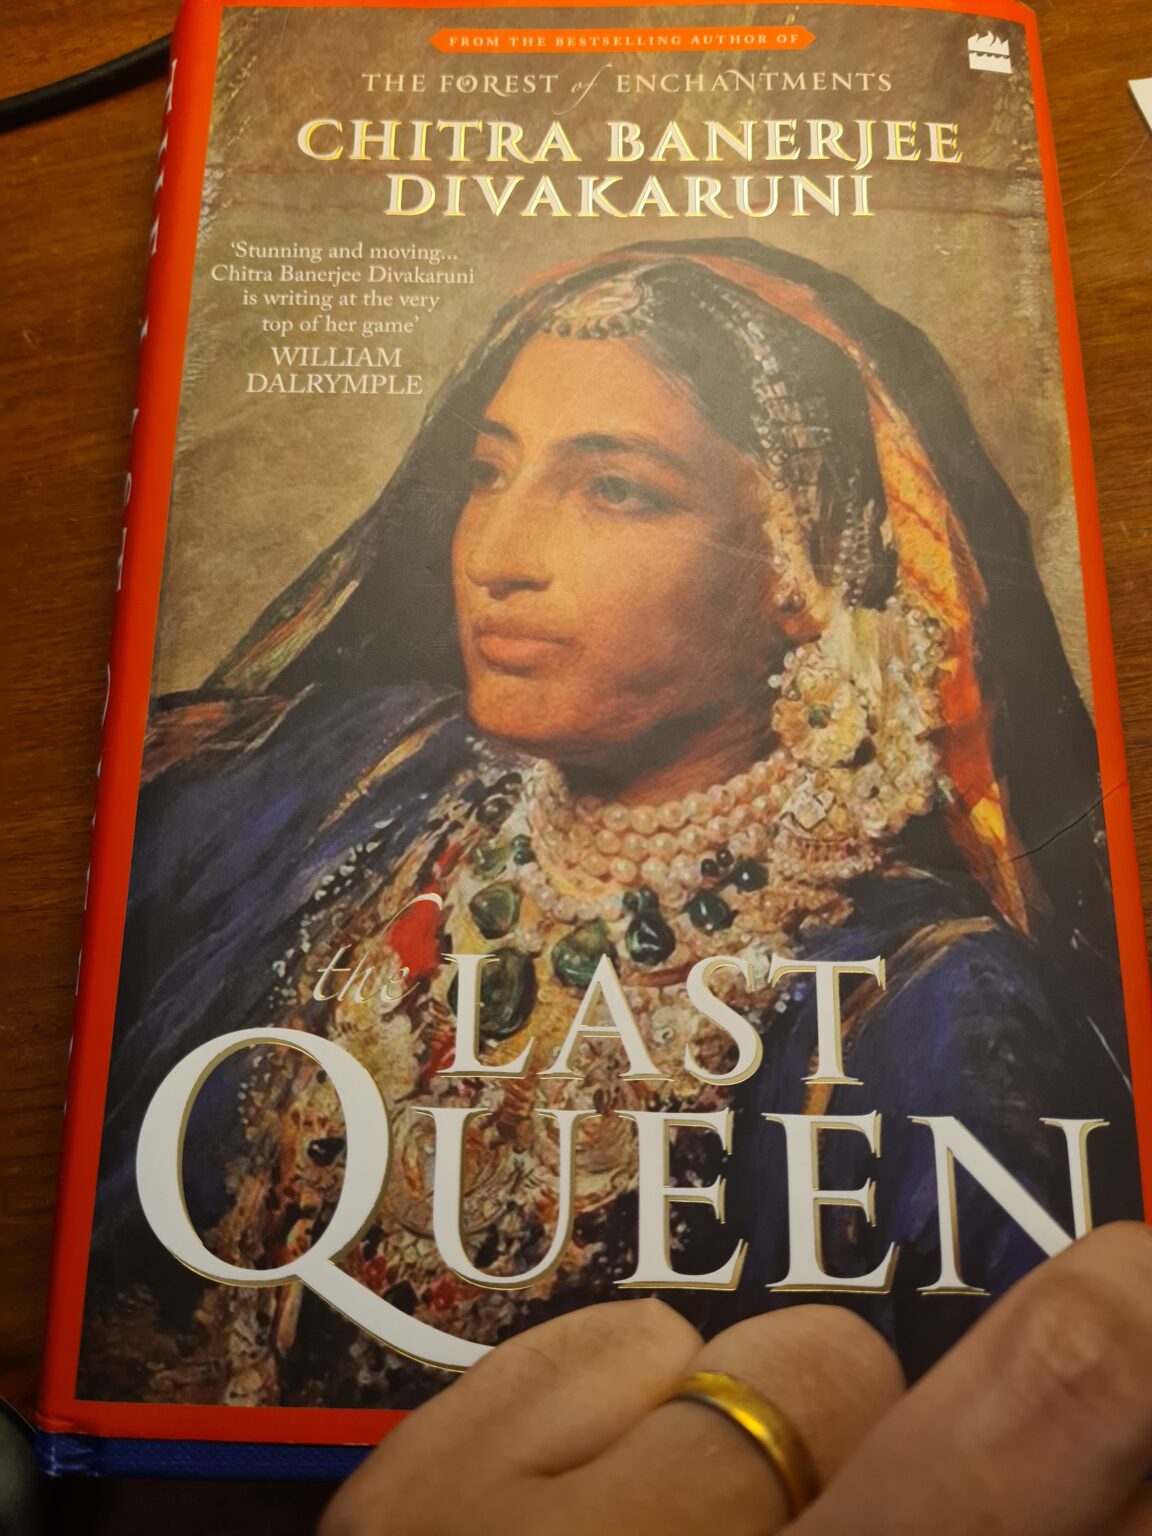 FROM THE BESTSELLING AUTHOR OF
THE FOREST of ENCHANTMENTS
CHITRA BANERJEE
DIVAKARUNI
‘Stunning and moving...
Chitra Banerjee Divakaruni
is writing at the very
top of her game’
WILLIAM
DALRYMPLE
the LAST
QUEEN